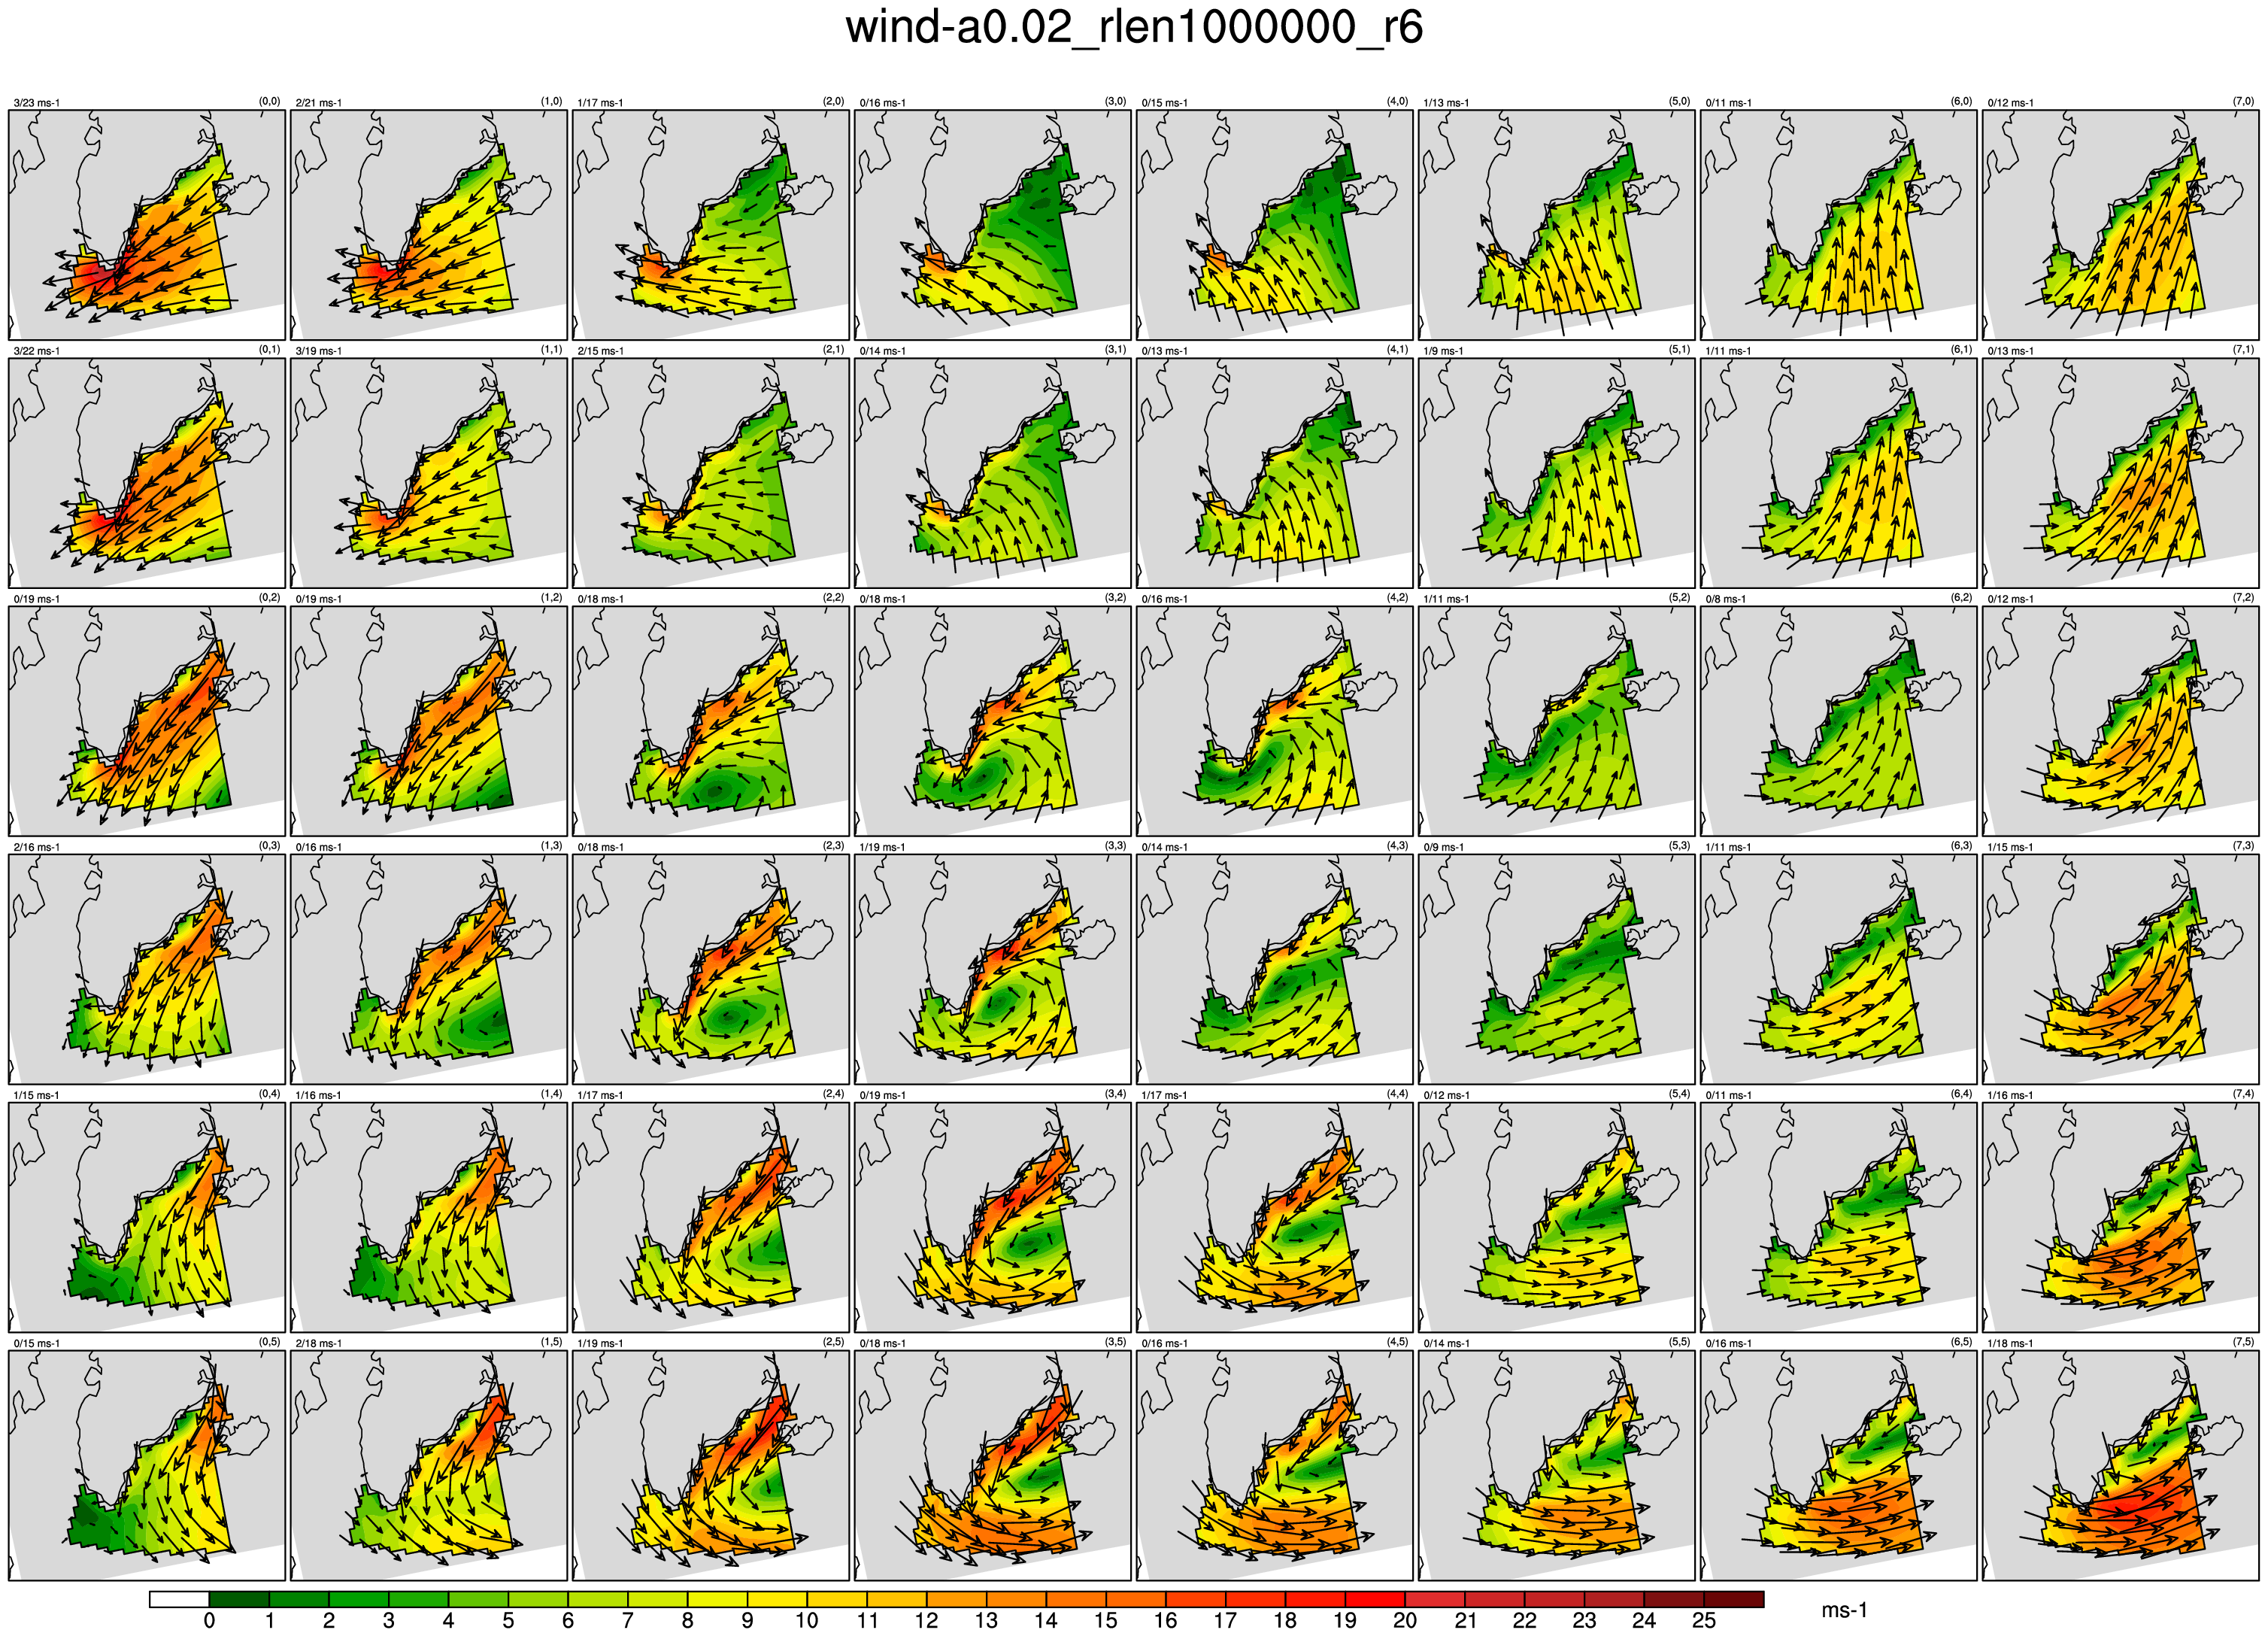 wind-a0.02_rlen1000000_r6
3/23 ms-1 (0,0) 2/21 ms-1 (1,0) 1/17 ms-1 (2,0) 0/16 ms-1 (3,0) 0/15 ms-1 (4,0) 1/13 ms-1 (5,0) 0/11 ms-1 (6,0) 0/12 ms-1 (7,0)
3/22 ms-1 (0,1) 3/19 ms-1 (1,1) 2/15 ms-1 (2,1) 0/14 ms-1 (3,1) 0/13 ms-1 (4,1) 1/9 ms-1 (5,1) 1/11 ms-1 (6,1) 0/13 ms-1 (7,1)
0/19 ms-1 (0,2) 0/19 ms-1 (1,2) 0/18 ms-1 (2,2) 0/18 ms-1 (3,2) 0/16 ms-1 (4,2) 1/11 ms-1 (5,2) 0/8 ms-1 (6,2) 0/12 ms-1 (7,2)
2/16 ms-1 (0,3) 0/16 ms-1 (1,3) 0/18 ms-1 (2,3) 1/19 ms-1 (3,3) 0/14 ms-1 (4,3) 0/9 ms-1 (5,3) 1/11 ms-1 (6,3) 1/15 ms-1 (7,3)
1/15 ms-1 (0,4) 1/16 ms-1 (1,4) 1/17 ms-1 (2,4) 0/19 ms-1 (3,4) 1/17 ms-1 (4,4) 0/12 ms-1 (5,4) 0/11 ms-1 (6,4) 1/16 ms-1 (7,4)
0/15 ms-1 (0,5) 2/18 ms-1 (1,5) 1/19 ms-1 (2,5) 0/18 ms-1 (3,5) 0/16 ms-1 (4,5) 0/14 ms-1 (5,5) 0/16 ms-1 (6,5) 1/18 ms-1 (7,5)
0 1 2 3 4 5 6 7 8 9 10 11 12 13 14 15 16 17 18 19 20 21 22 23 24 25 ms-1